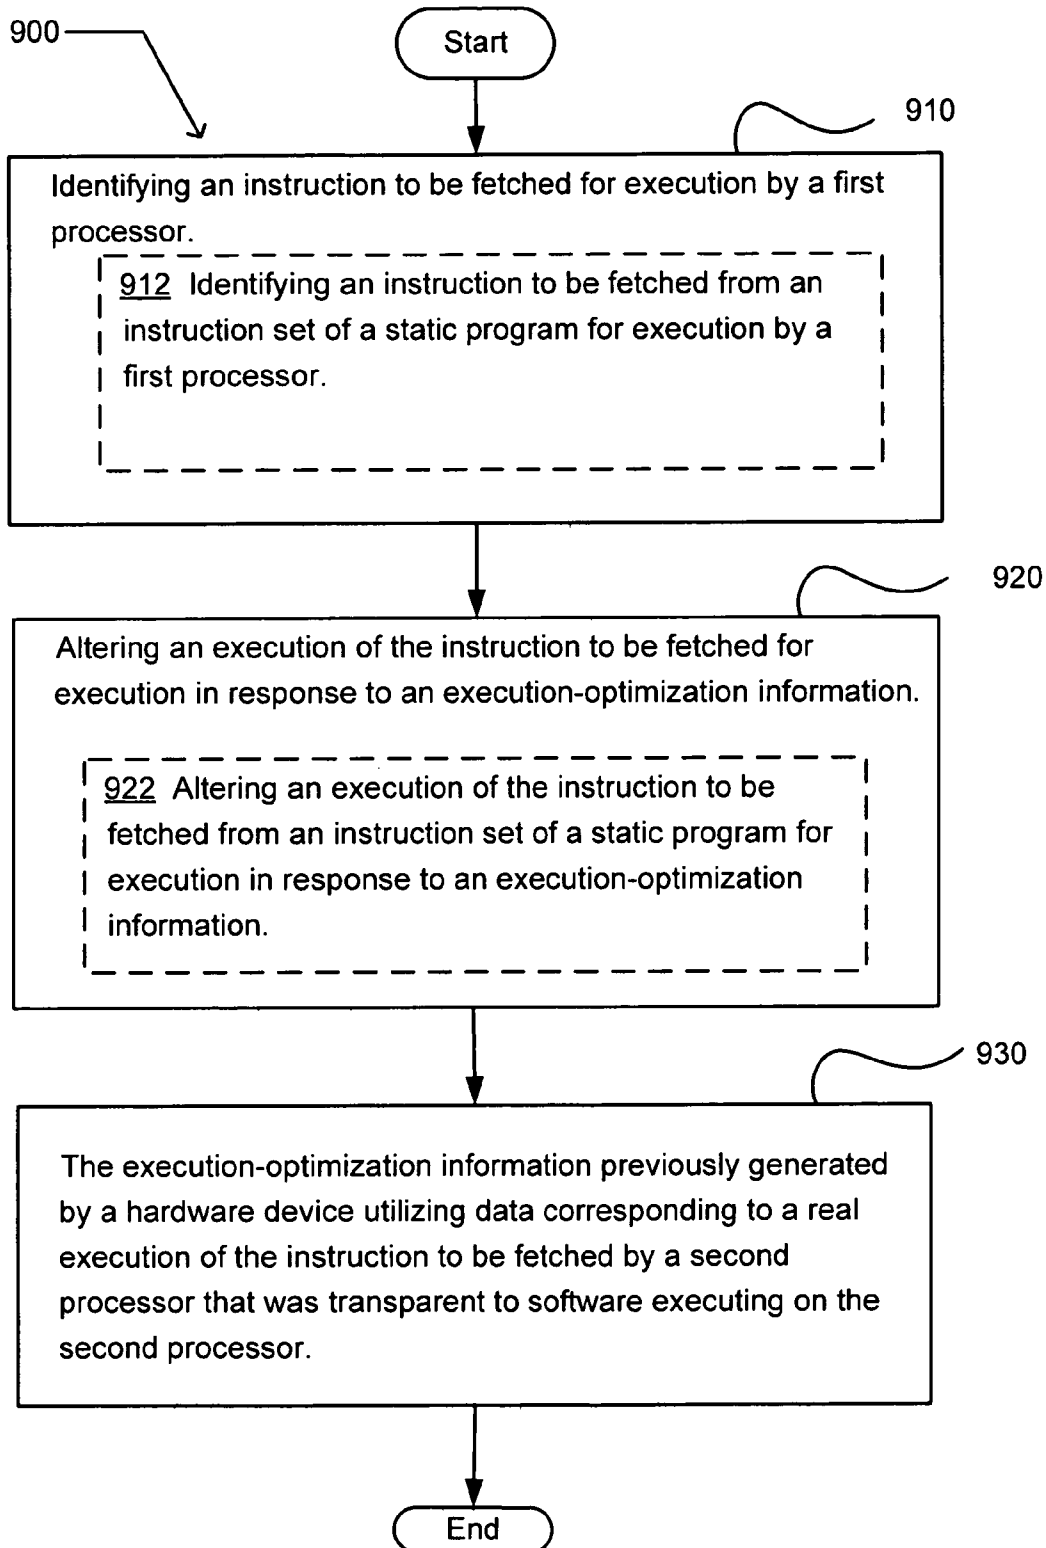 900
Start
910
Identifying an instruction to be fetched for execution by a first
processor.
912 Identifying an instruction to be fetched from an
instruction set of a static program for execution by a
first processor.
920
Altering an execution of the instruction to be fetched for
execution in response to an execution-optimization information.
922 Altering an execution of the instruction to be
fetched from an instruction set of a static program for
execution in response to an execution-optimization
information.
930
The execution-optimization information previously generated
by a hardware device utilizing data corresponding to a real
execution of the instruction to be fetched by a second
processor that was transparent to software executing on the
second processor.
End